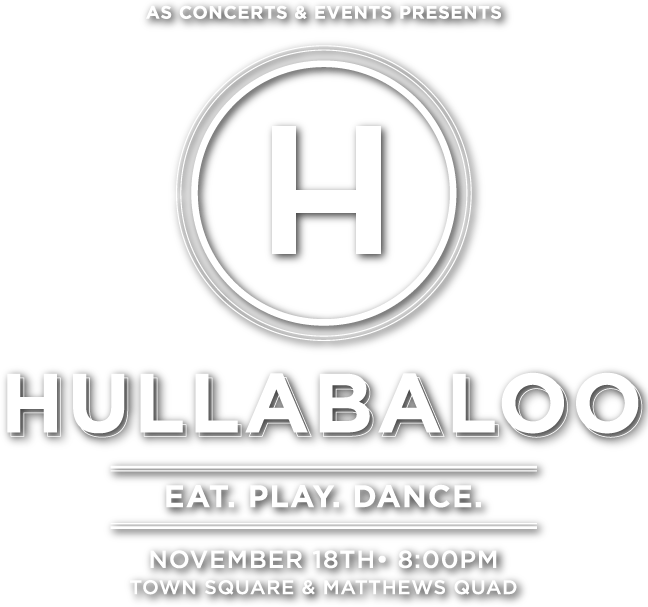 AS CONCERTS & EVENTS PRESENTS
H
HULLABALOO
EAT. PLAY. DANCE.
NOVEMBER 18TH• 8:00PM
TOWN SQUARE & MATTHEWS QUAD